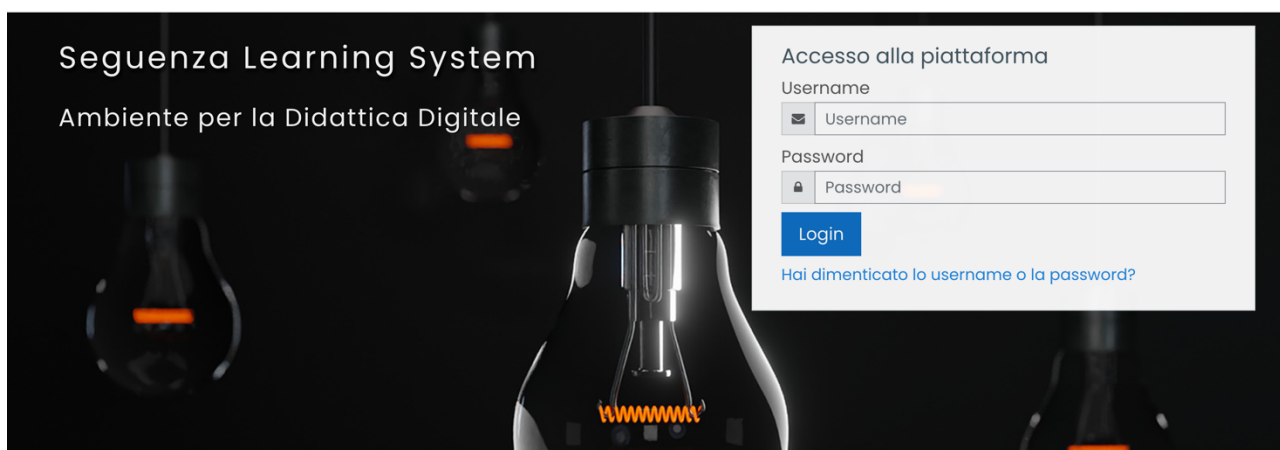 Seguenza Learning System
Ambiente per la Didattica Digitale
Accesso alla piattaforma
Username
Username
Password
Password
Login
Hai dimenticato lo username o la password?